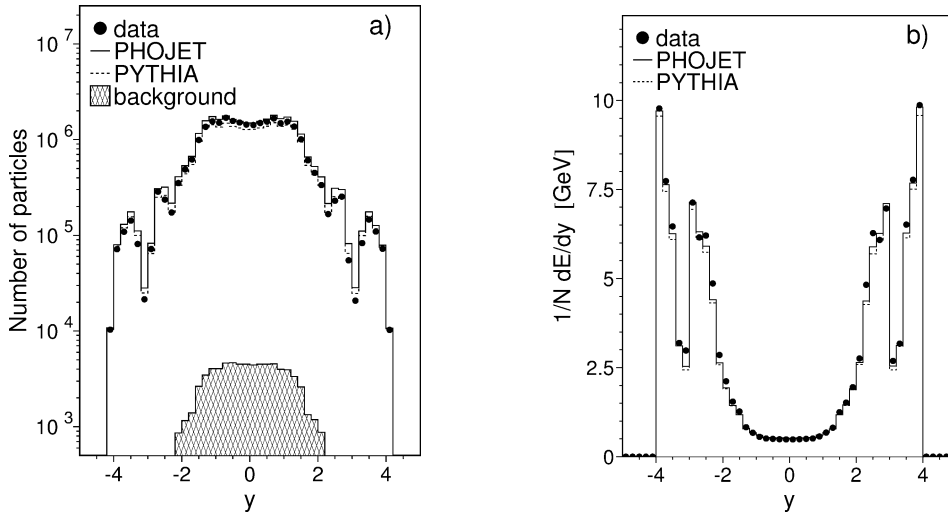 a)
data
PHOJET
PYTHIA
background
Number of particles
10 7
10 6
10 5
10 4
10 3
-4 -2 0 2 4
y
b)
data
PHOJET
PYTHIA
1/N dE/dy [GeV]
10
7.5
5
2.5
0
-4 -2 0 2 4
y